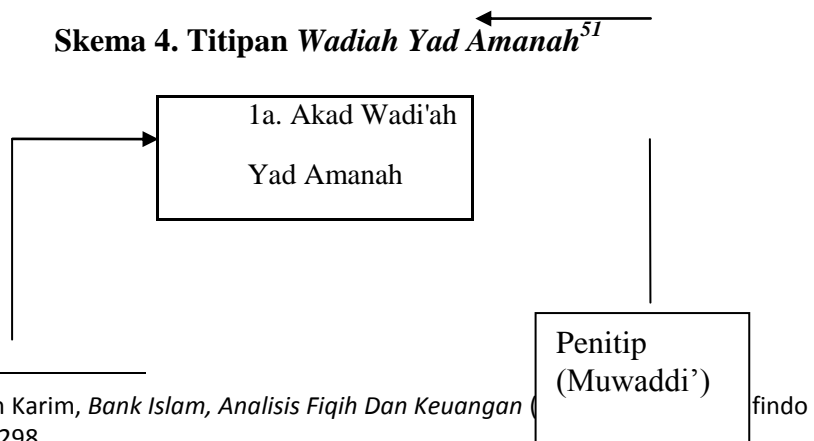 Skema 4. Titipan Wadiah Yad Amanah51
1a. Akad Wadi'ah
Yad Amanah
Penitip
(Muwaddi’)
Karim, Bank Islam, Analisis Fiqih Dan Keuangan (
findo
298